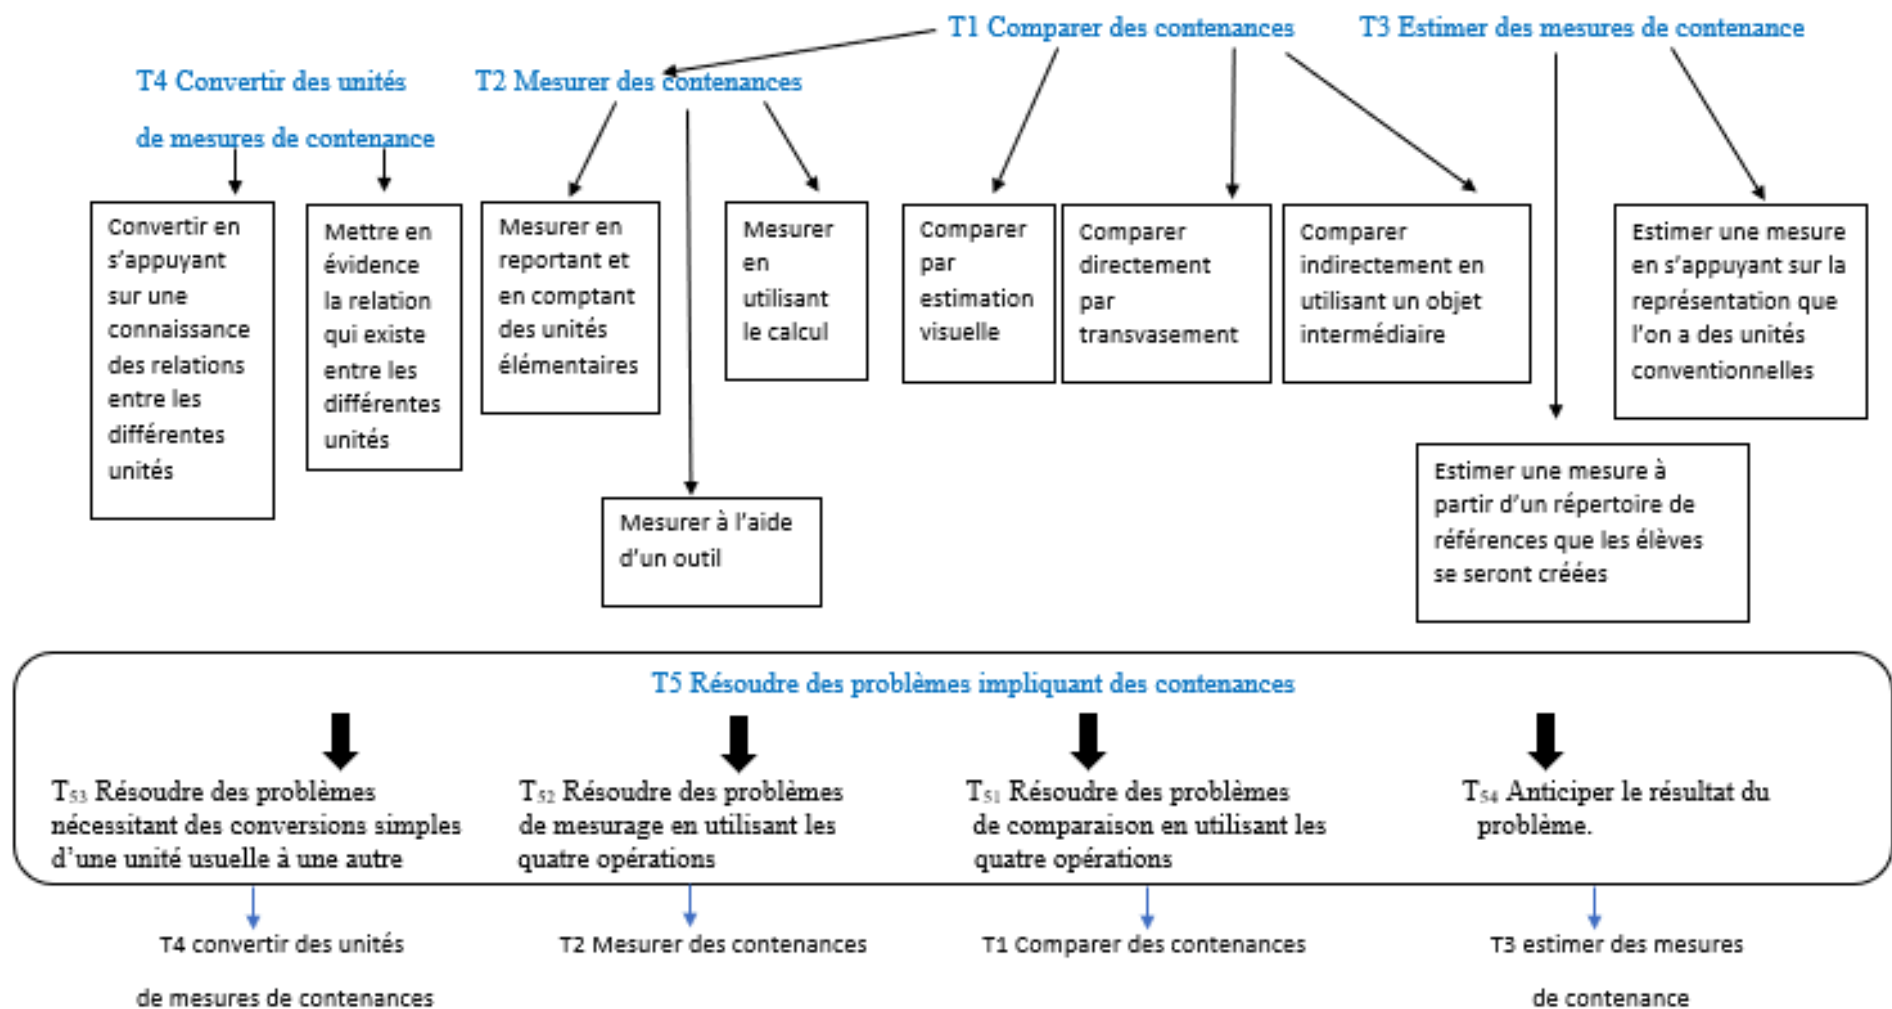 T1 Comparer des contenances
T3 Estimer des mesures de contenance
T4 Convertir des unités
de mesures de contenance
T2 Mesurer des contenances
Convertir en
s'appuyant
sur une
connaissance
des relations
entre les
différentes
unités
Mettre en
évidence
la relation
qui existe
entre les
différentes
unités
Mesurer en
reportant et
en comptant
des unités
élémentaires
Mesurer
en
utilisant
le calcul
Comparer
par
estimation
visuelle
Comparer
directement
par
transvasement
Comparer
indirectement en
utilisant un objet
intermédiaire
Estimer une mesure
en s'appuyant sur la
représentation que
l'on a des unités
conventionnelles
Mesurer à l'aide
d'un outil
Estimer une mesure à
partir d'un répertoire de
références que les élèves
se seront créées
T5 Résoudre des problèmes impliquant des contenances
T53 Résoudre des problèmes
nécessitant des conversions simples
d'une unité usuelle à une autre
T52 Résoudre des problèmes
de mesurage en utilisant les
quatre opérations
T51 Résoudre des problèmes
de comparaison en utilisant les
quatre opérations
T54 Anticiper le résultat du
problème.
T4 convertir des unités
de mesures de contenances
T2 Mesurer des contenances
T1 Comparer des contenances
T3 estimer des mesures
de contenance